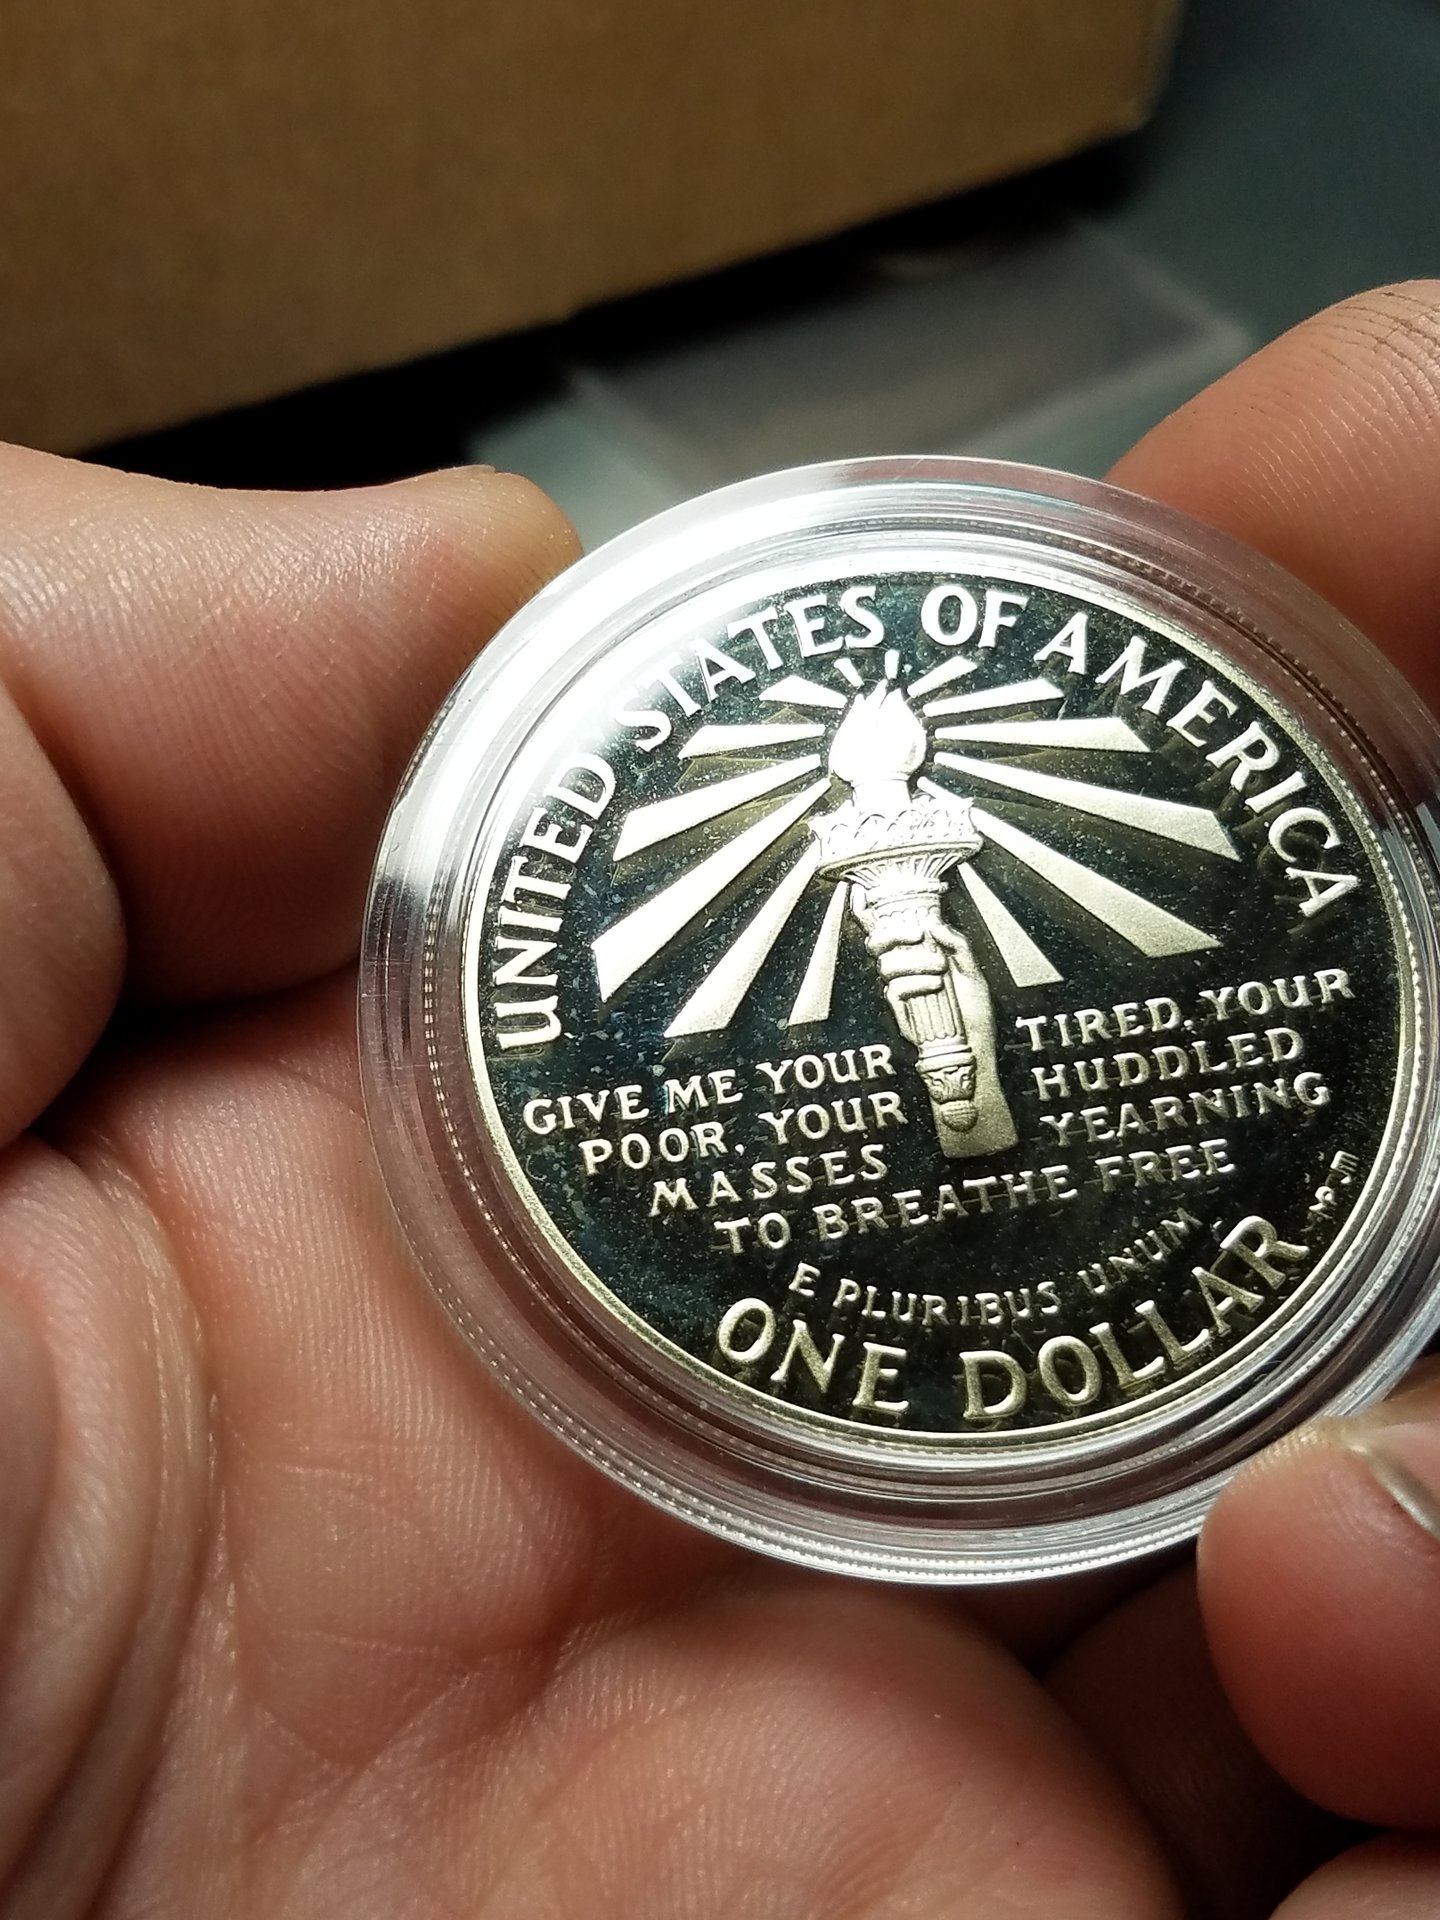 UNITED STATES OF AMERICA
GIVE ME YOUR TIRED, YOUR
POOR, YOUR HUDDLED
MASSES YEARNING
TO BREATHE FREE
E PLURIBUS UNUM
ONE DOLLAR